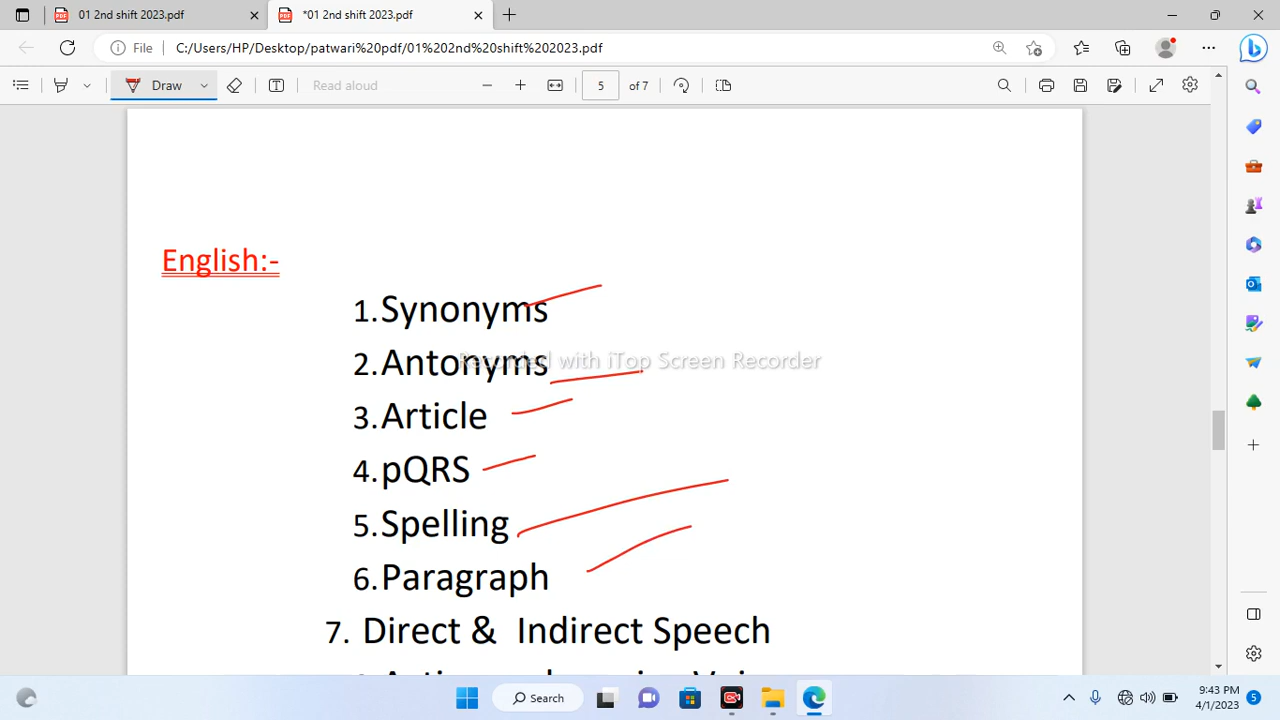 01 2nd shift 2023.pdf
*01 2nd shift 2023.pdf
File
C:/Users/HP/Desktop/patwari%20pdf/01%202nd%20shift%202023.pdf
Draw
Read aloud
5
of 7
English:-
1.Synonyms
Recorded with iTop Screen Recorder
2.Antonyms
3.Article
4.pQRS
5.Spelling
6.Paragraph
7. Direct & Indirect Speech
Search
9:43 PM
4/1/2023
5